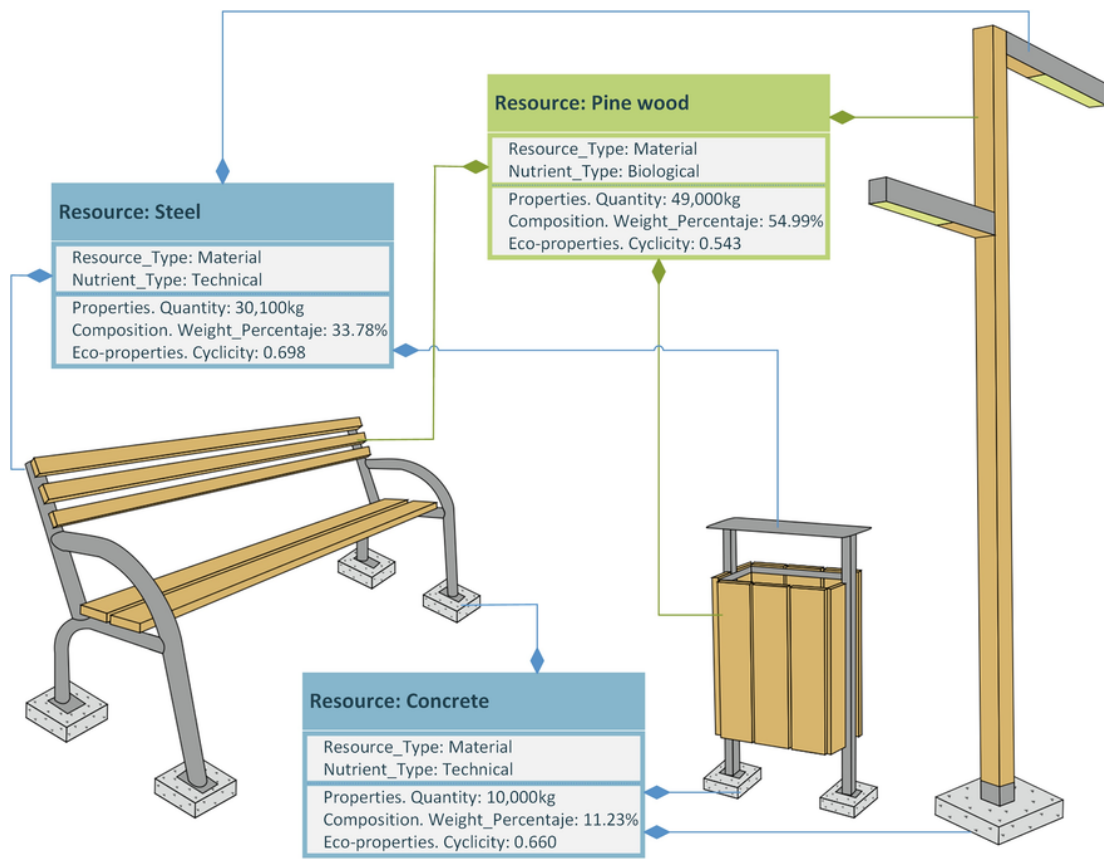 Resource: Pine wood
Resource_Type: Material
Nutrient_Type: Biological
Properties. Quantity: 49,000kg
Composition. Weight_Percentaje: 54.99%
Eco-properties. Cyclicity: 0.543
Resource: Steel
Resource_Type: Material
Nutrient_Type: Technical
Properties. Quantity: 30,100kg
Composition. Weight_Percentaje: 33.78%
Eco-properties. Cyclicity: 0.698
Resource: Concrete
Resource_Type: Material
Nutrient_Type: Technical
Properties. Quantity: 10,000kg
Composition. Weight_Percentaje: 11.23%
Eco-properties. Cyclicity: 0.660